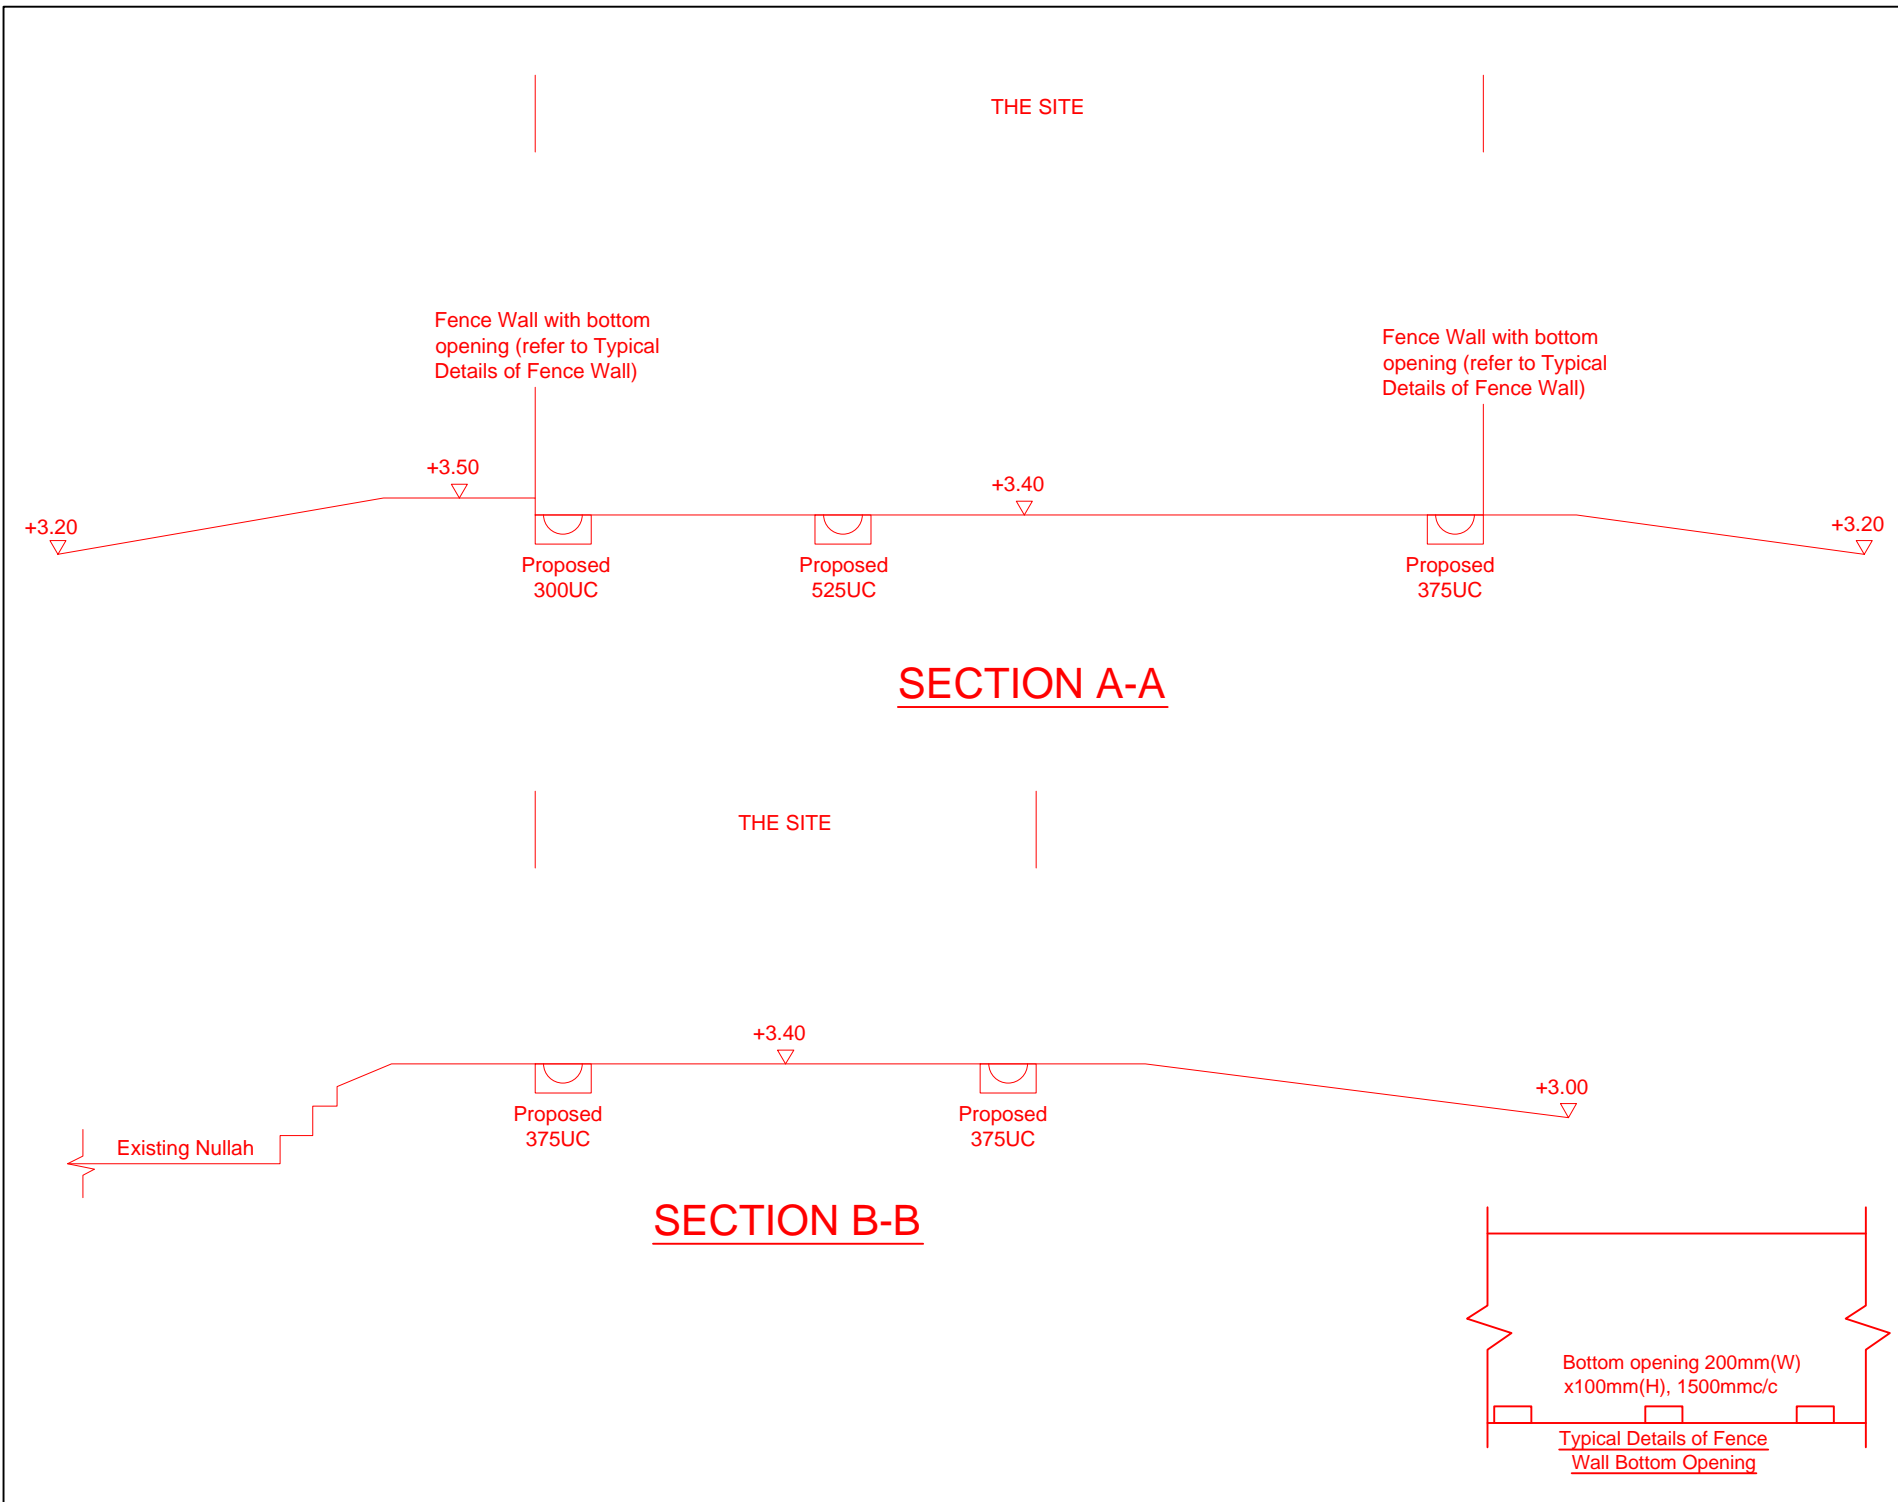 THE SITE
Fence Wall with bottom
opening (refer to Typical
Details of Fence Wall)
Fence Wall with bottom
opening (refer to Typical
Details of Fence Wall)
+3.50
+3.40
+3.20
+3.20
Proposed
300UC
Proposed
525UC
Proposed
375UC
SECTION A-A
THE SITE
+3.40
+3.00
Proposed
375UC
Proposed
375UC
Existing Nullah
SECTION B-B
Bottom opening 200mm(W)
x100mm(H), 1500mmc/c
Typical Details of Fence
Wall Bottom Opening